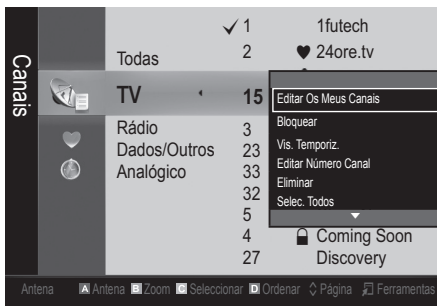 Canais
✓ 1 1futech
Todas 2 ♥ 24ore.tv
TV 15
Rádio 3
Dados/Outros 23
Analógico 33
32
5
4 Coming Soon
27 Discovery
Editar Os Meus Canais
Bloquear
Vis. Temporiz.
Editar Número Canal
Eliminar
Selec. Todos
Antena A Antena B Zoom C Seleccionar D Ordenar Página Ferramentas